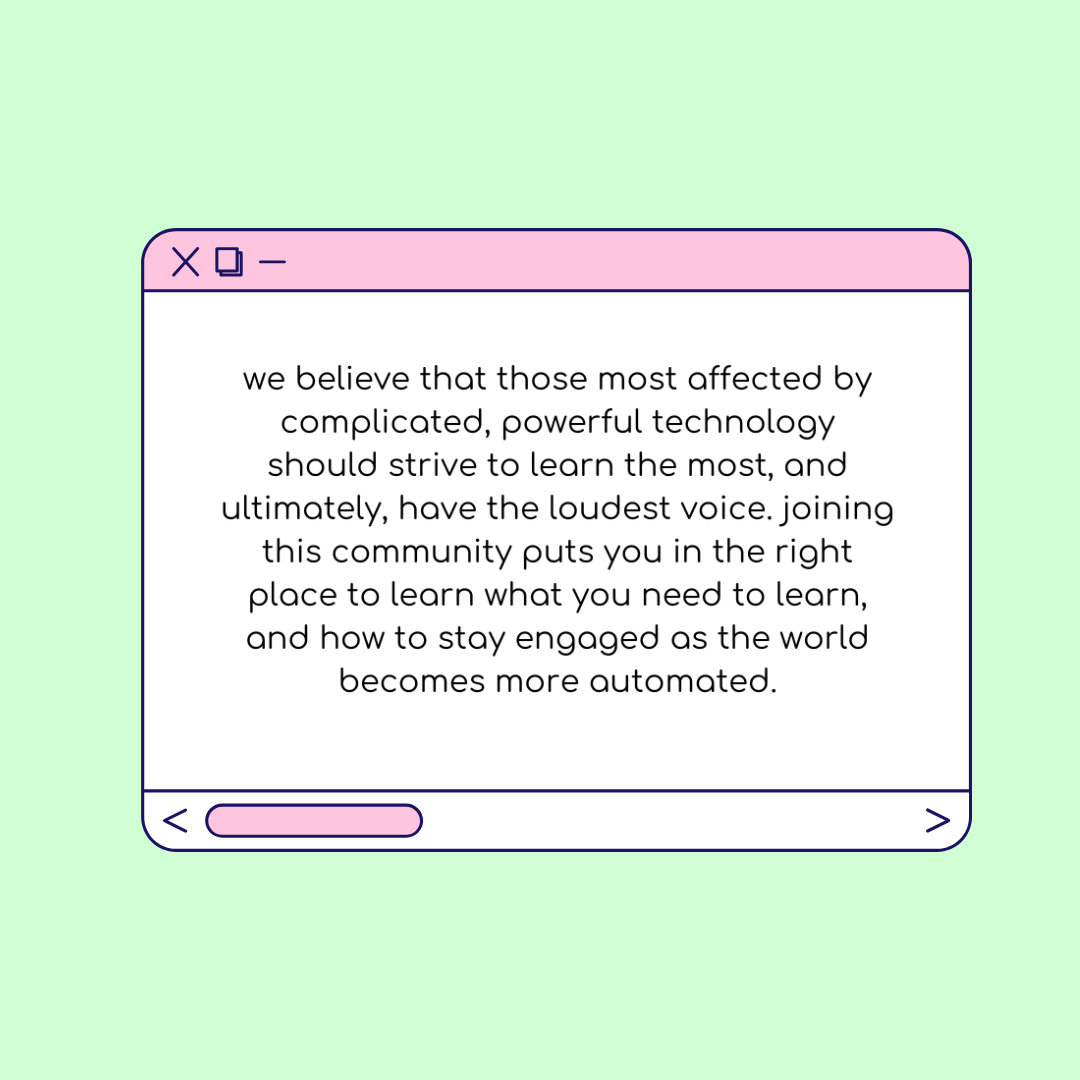 we believe that those most affected by
complicated, powerful technology
should strive to learn the most, and
ultimately, have the loudest voice. joining
this community puts you in the right
place to learn what you need to learn,
and how to stay engaged as the world
becomes more automated.